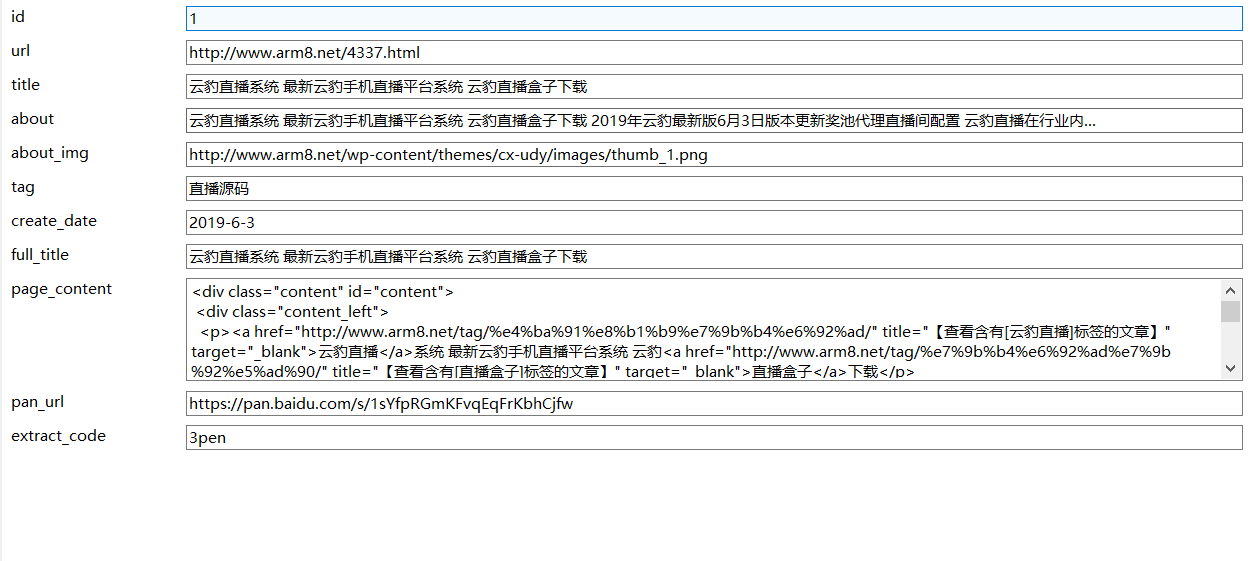 id 1
url http://www.arm8.net/4337.html
title 云豹直播系统 最新云豹手机直播平台系统 云豹直播盒子下载
about 云豹直播系统 最新云豹手机直播平台系统 云豹直播盒子下载 2019年云豹最新版6月3日版本更新奖池代理直播间配置 云豹直播在行业内...
about_img http://www.arm8.net/wp-content/themes/cx-udy/images/thumb_1.png
tag 直播源码
create_date 2019-6-3
full_title 云豹直播系统 最新云豹手机直播平台系统 云豹直播盒子下载
page_content <div class="content" id="content">
<div class="content_left">
<p><a href="http://www.arm8.net/tag/%e4%ba%91%e8%b1%b9%e7%9b%b4%e6%92%ad/" title="【查看含有[云豹直播]标签的文章】"
target="_blank">云豹直播</a>系统 最新云豹手机直播平台系统 云豹<a href="http://www.arm8.net/tag/%e7%9b%b4%e6%92%ad%e7%9b
%92%e5%ad%90/" title="【查看含有[直播盒子]标签的文章】" target="_blank">直播盒子</a>下载</p>
pan_url https://pan.baidu.com/s/1sYfpRGmKFvqEqFrKbhCjfw
extract_code 3pen